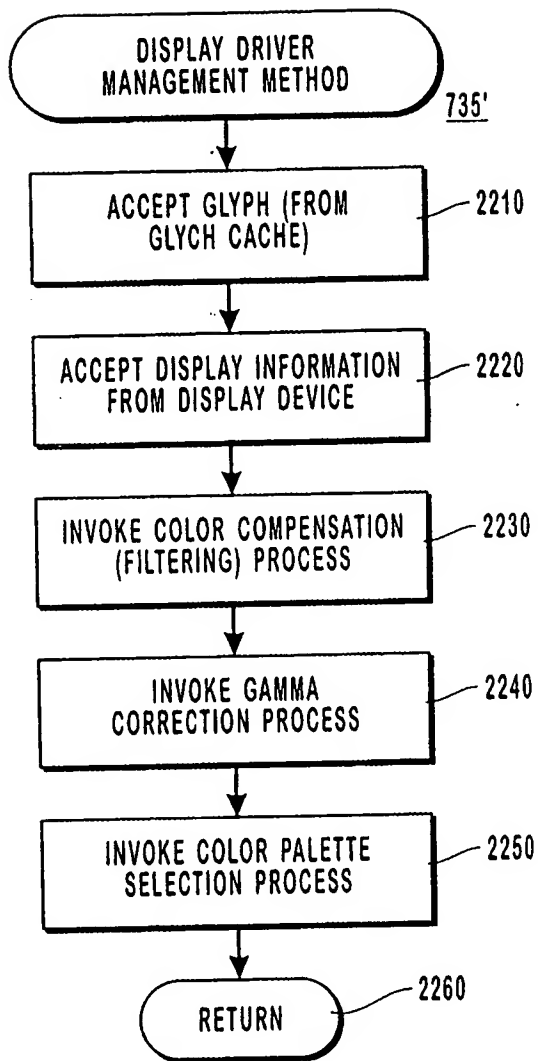 DISPLAY DRIVER
MANAGEMENT METHOD
735'
ACCEPT GLYPH (FROM
GLYCH CACHE)
2210
ACCEPT DISPLAY INFORMATION
FROM DISPLAY DEVICE
2220
INVOKE COLOR COMPENSATION
(FILTERING) PROCESS
2230
INVOKE GAMMA
CORRECTION PROCESS
2240
INVOKE COLOR PALETTE
SELECTION PROCESS
2250
RETURN
2260